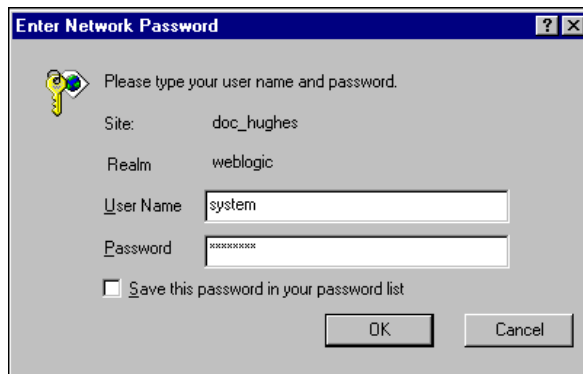 Enter Network Password
Please type your user name and password.
Site: doc_hughes
Realm weblogic
User Name system
Password ********
Save this password in your password list
OK Cancel